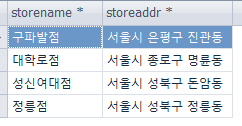 storename * storeaddr *
구파발점 서울시 은평구 진관동
대학로점 서울시 종로구 명륜동
성신여대점 서울시 성북구 돈암동
정릉점 서울시 성북구 정릉동